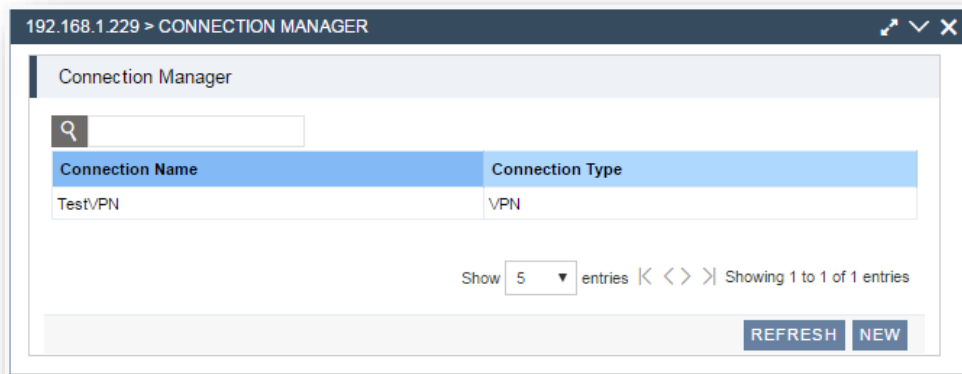 192.168.1.229 > CONNECTION MANAGER
Connection Manager
Connection Name Connection Type
TestVPN VPN
Show 5 entries Showing 1 to 1 of 1 entries
REFRESH NEW